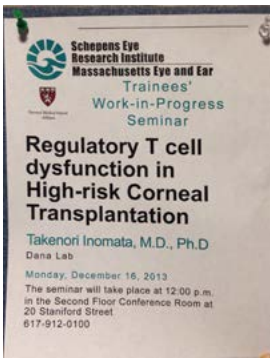 Schepens Eye
Research Institute
Massachusetts Eye and Ear
Trainees'
Work-in-Progress
Seminar
Regulatory T cell
dysfunction in
High-risk Corneal
Transplantation
Takenori Inomata, M.D., Ph.D
Dana Lab
Monday, December 16, 2013
The seminar will take place at 12:00 p.m.
in the Second Floor Conference Room at
20 Staniford Street
617-912-0100